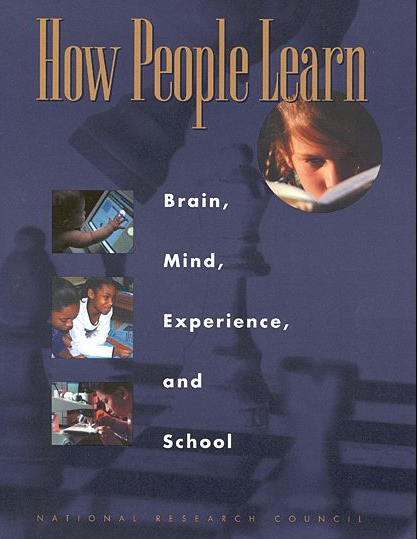 How People Learn
Brain,
Mind,
Experience,
and
School
NATIONAL RESEARCH COUNCIL